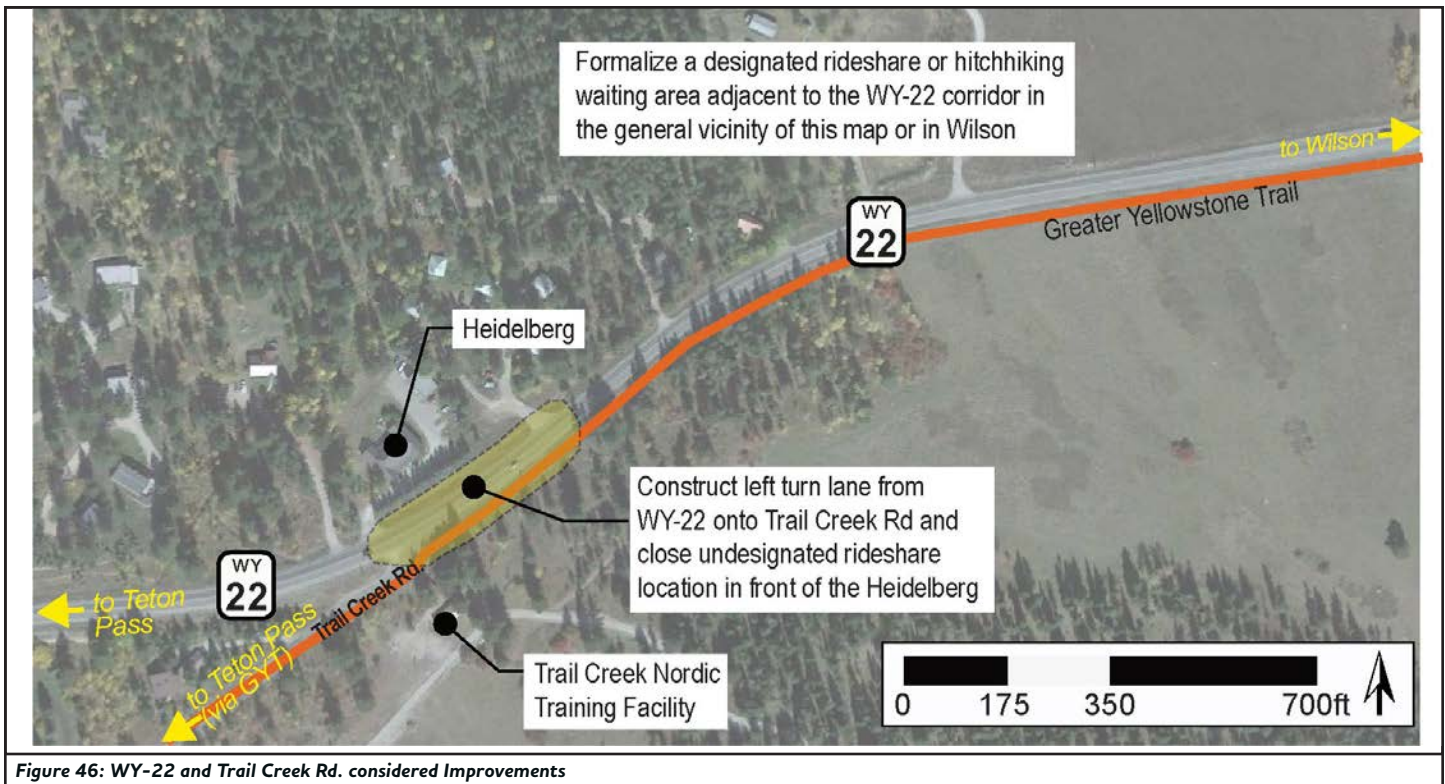 Formalize a designated rideshare or hitchhiking
waiting area adjacent to the WY-22 corridor in
the general vicinity of this map or in Wilson
to Wilson
WY
22
Greater Yellowstone Trail
Heidelberg
Construct left turn lane from
WY-22 onto Trail Creek Rd and
close undesignated rideshare
location in front of the Heidelberg
WY
22
to Teton
Pass
Trail Creek Rd.
to Teton Pass
(via GYT)
Trail Creek Nordic
Training Facility
0 175 350 700ft
Figure 46: WY-22 and Trail Creek Rd. considered Improvements